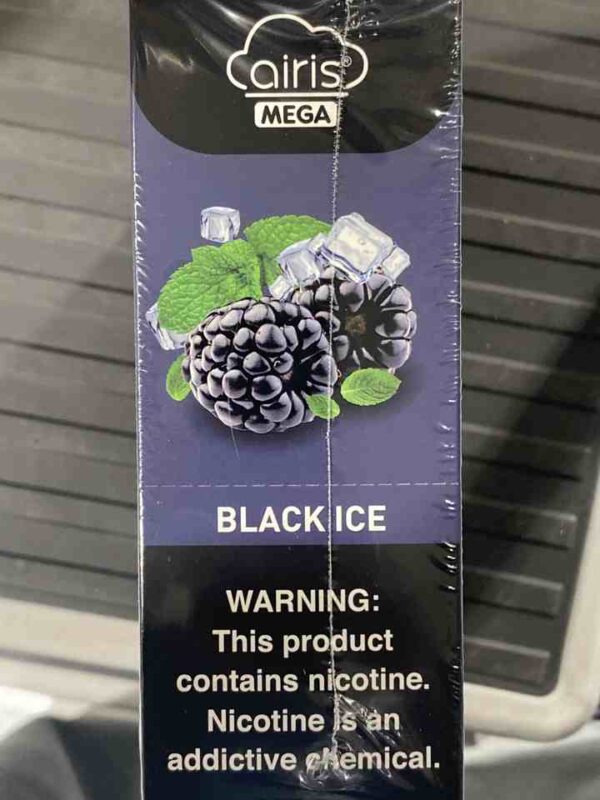 airis®
MEGA
BLACK ICE
WARNING:
This product
contains nicotine.
Nicotine is an
addictive chemical.